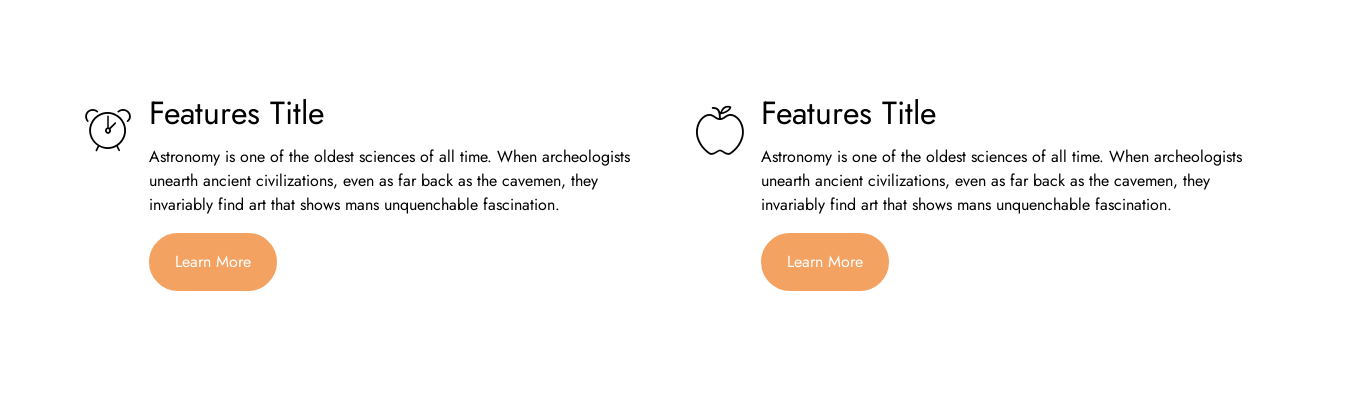 Features Title
Astronomy is one of the oldest sciences of all time. When archeologists
unearth ancient civilizations, even as far back as the cavemen, they
invariably find art that shows mans unquenchable fascination.
Learn More
Features Title
Astronomy is one of the oldest sciences of all time. When archeologists
unearth ancient civilizations, even as far back as the cavemen, they
invariably find art that shows mans unquenchable fascination.
Learn More